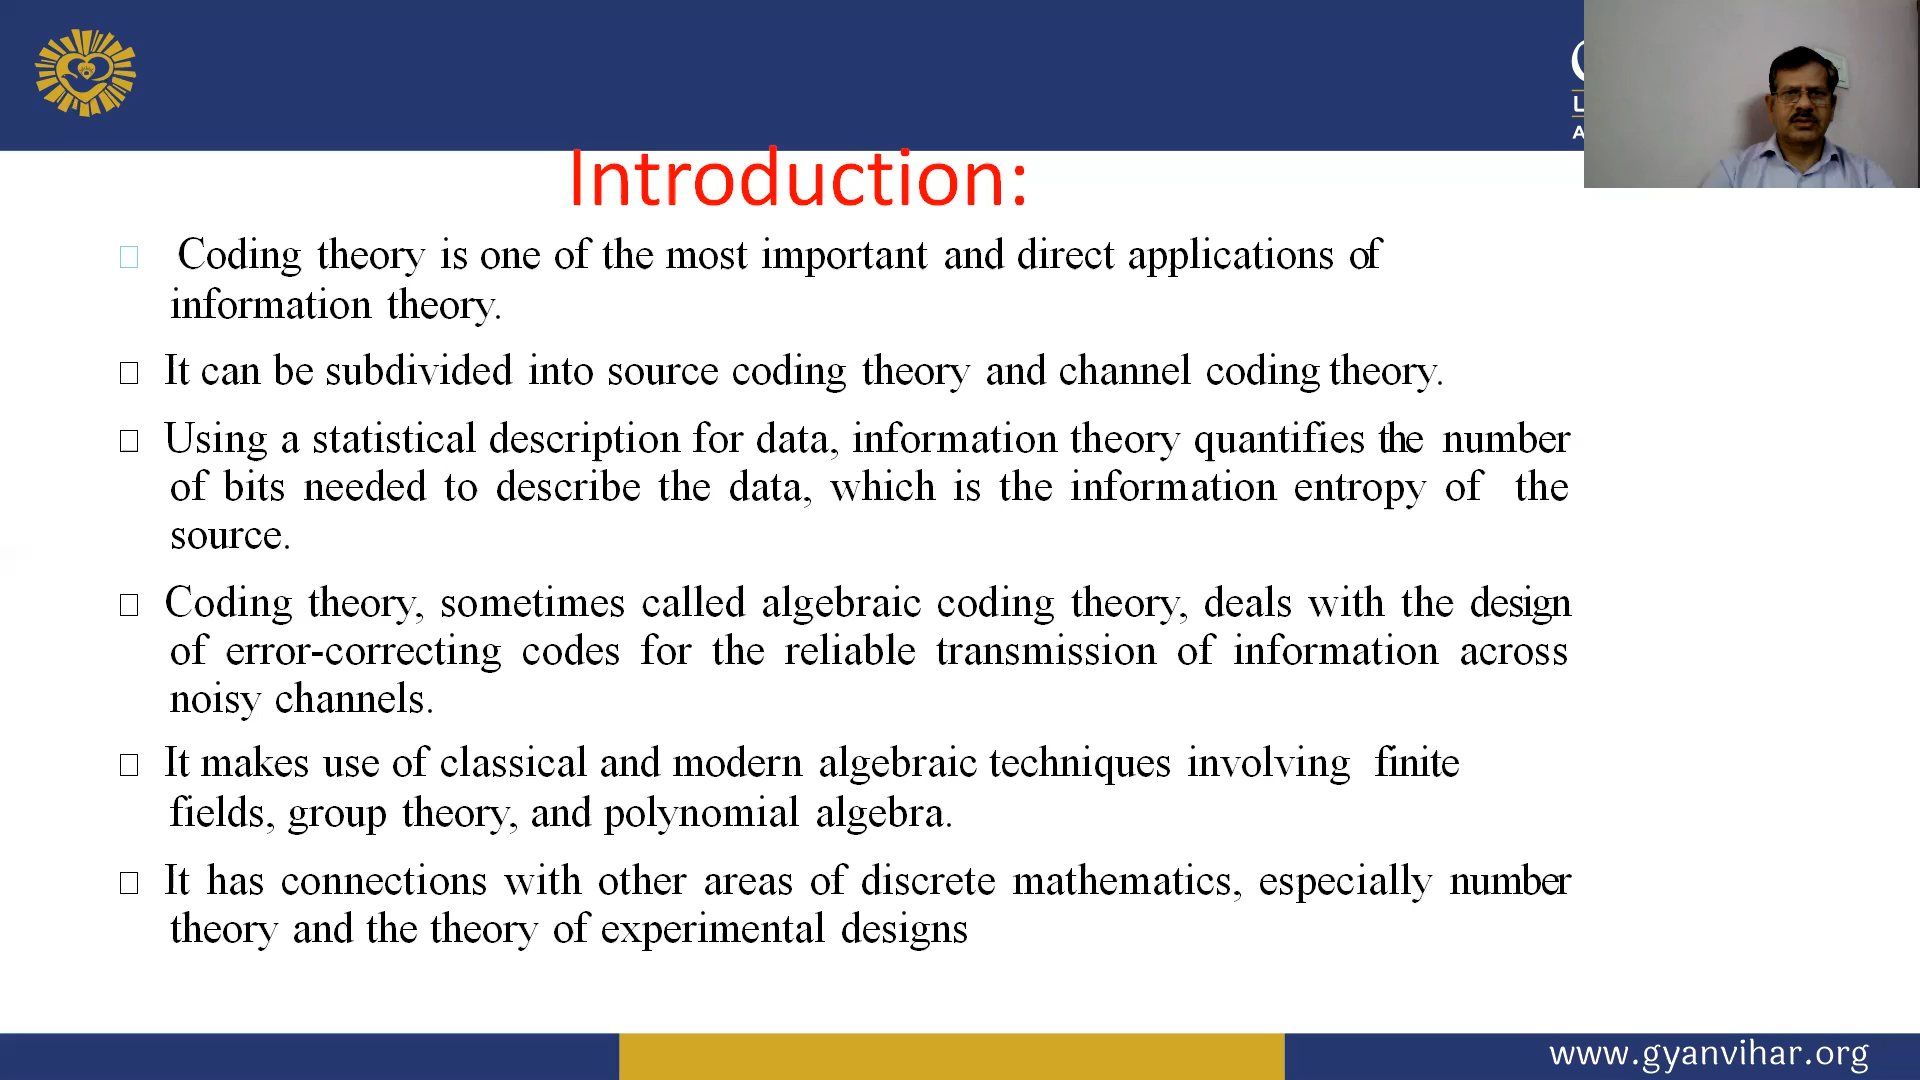 Introduction:
Coding theory is one of the most important and direct applications of
information theory.
It can be subdivided into source coding theory and channel coding theory.
Using a statistical description for data, information theory quantifies the number
of bits needed to describe the data, which is the information entropy of the
source.
Coding theory, sometimes called algebraic coding theory, deals with the design
of error-correcting codes for the reliable transmission of information across
noisy channels.
It makes use of classical and modern algebraic techniques involving finite
fields, group theory, and polynomial algebra.
It has connections with other areas of discrete mathematics, especially number
theory and the theory of experimental designs
www.gyanvihar.org